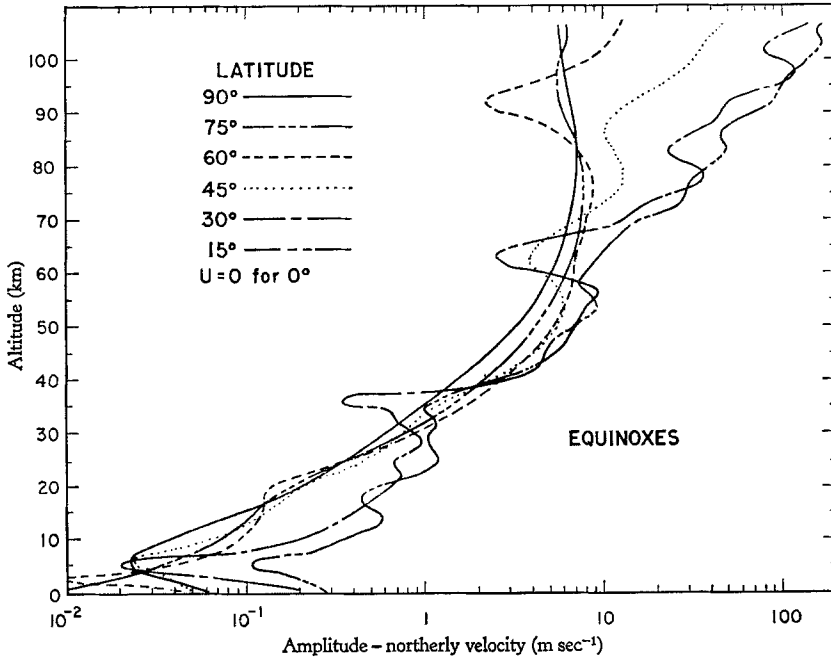 LATITUDE
90°
75°
60°
45°
30°
15°
U=0 for 0°
EQUINOXES
Altitude (km)
100
90
80
70
60
50
40
30
20
10
0
10⁻² 10⁻¹ 1 10 100
Amplitude – northerly velocity (m sec⁻¹)